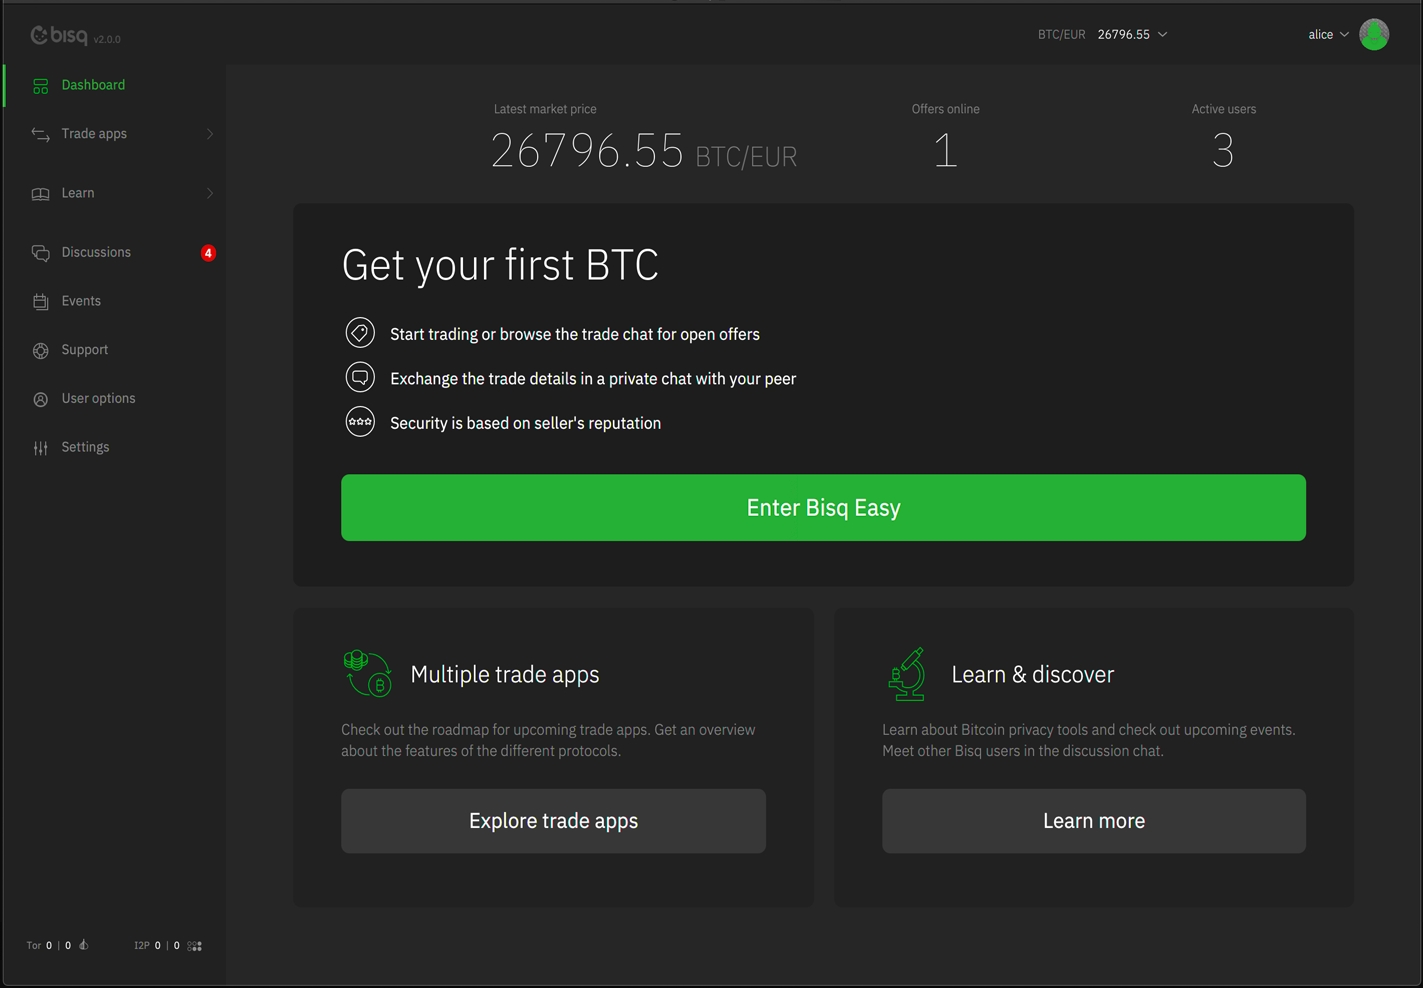 bisq v2.0.0
BTC/EUR 26796.55
alice
Dashboard
Trade apps
Learn
Discussions 4
Events
Support
User options
Settings
Latest market price
26796.55 BTC/EUR
Offers online
1
Active users
3
Get your first BTC
Start trading or browse the trade chat for open offers
Exchange the trade details in a private chat with your peer
Security is based on seller's reputation
Enter Bisq Easy
Multiple trade apps
Check out the roadmap for upcoming trade apps. Get an overview
about the features of the different protocols.
Explore trade apps
Learn & discover
Learn about Bitcoin privacy tools and check out upcoming events.
Meet other Bisq users in the discussion chat.
Learn more
Tor 0 | 0
I2P 0 | 0